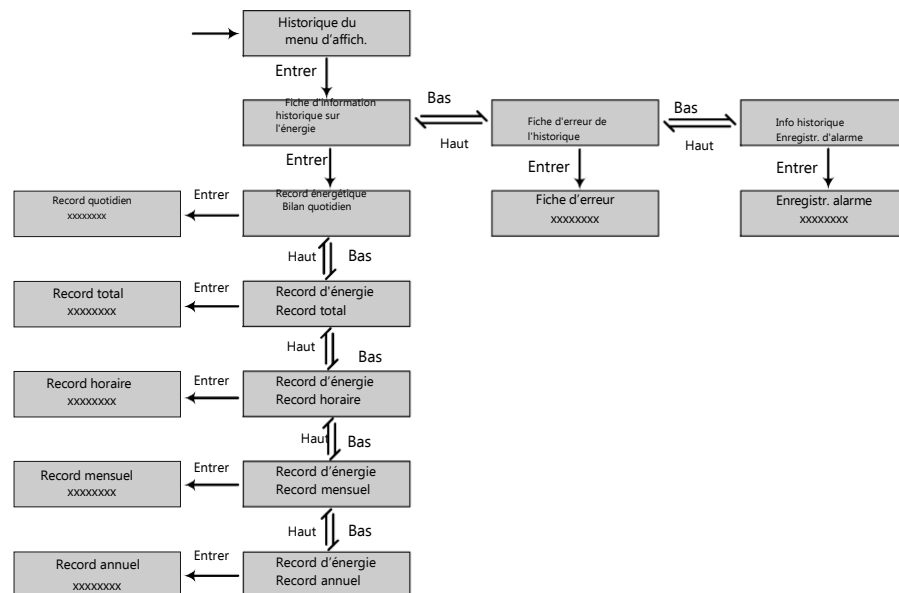 Historique du
menu d'affich.
Entrer
Fiche d'information
historique sur
l'énergie
Bas
Haut
Fiche d'erreur de
l'historique
Bas
Haut
Info historique
Enregistr. d'alarme
Entrer
Entrer
Entrer
Record quotidien
xxxxxxxx
Entrer
Record énergétique
Bilan quotidien
Fiche d'erreur
xxxxxxxx
Enregistr. alarme
xxxxxxxx
Haut
Bas
Record total
xxxxxxxx
Entrer
Record d'énergie
Record total
Haut
Bas
Record horaire
xxxxxxxx
Entrer
Record d'énergie
Record horaire
Haut
Bas
Record mensuel
xxxxxxxx
Entrer
Record d'énergie
Record mensuel
Haut
Bas
Record annuel
xxxxxxxx
Entrer
Record d'énergie
Record annuel